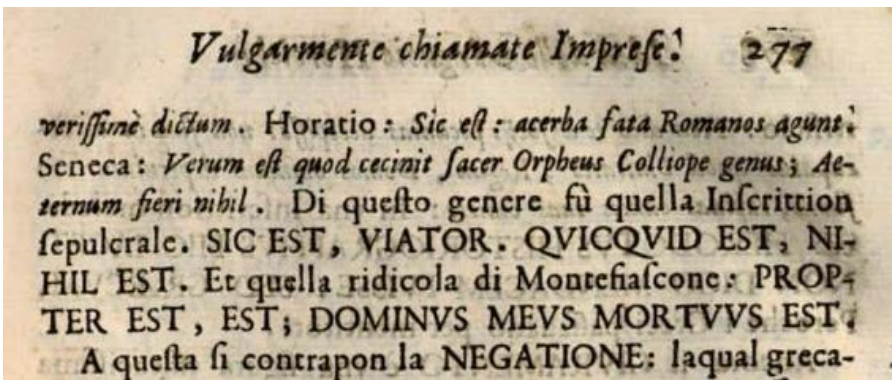 Vulgarmente chiamate Impreſe. 277
veriſſimè dictum. Horatio: Sic eſt: acerba fata Romanos agunt.
Seneca: Verum eſt quod cecinit ſacer Orpheus Colliope genus; Ae-
ternum fieri nihil. Di queſto genere fù quella Inſcrittion
ſepulcrale. SIC EST, VIATOR. QVICQVID EST, NI-
HIL EST. Et quella ridicola di Montefiaſcone: PROP-
TER EST, EST; DOMINVS MEVS MORTVVS EST.
A queſta ſi contrapon la NEGATIONE: laqual greca-